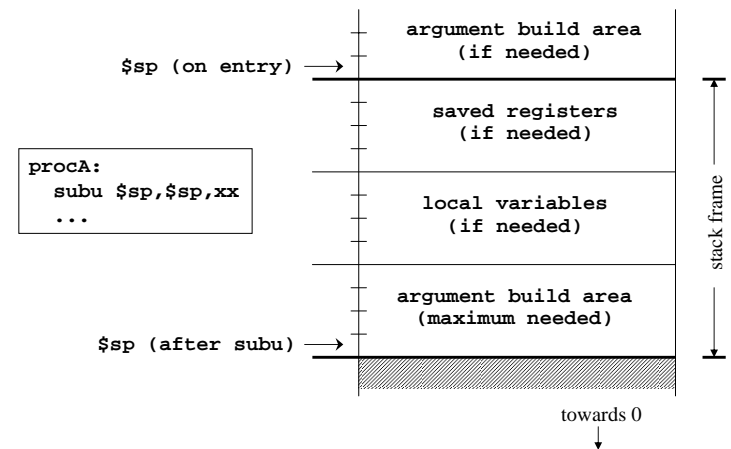 argument build area
(if needed)
$sp (on entry)
saved registers
(if needed)
procA:
subu $sp,$sp,xx
...
local variables
(if needed)
stack frame
argument build area
(maximum needed)
$sp (after subu)
towards 0